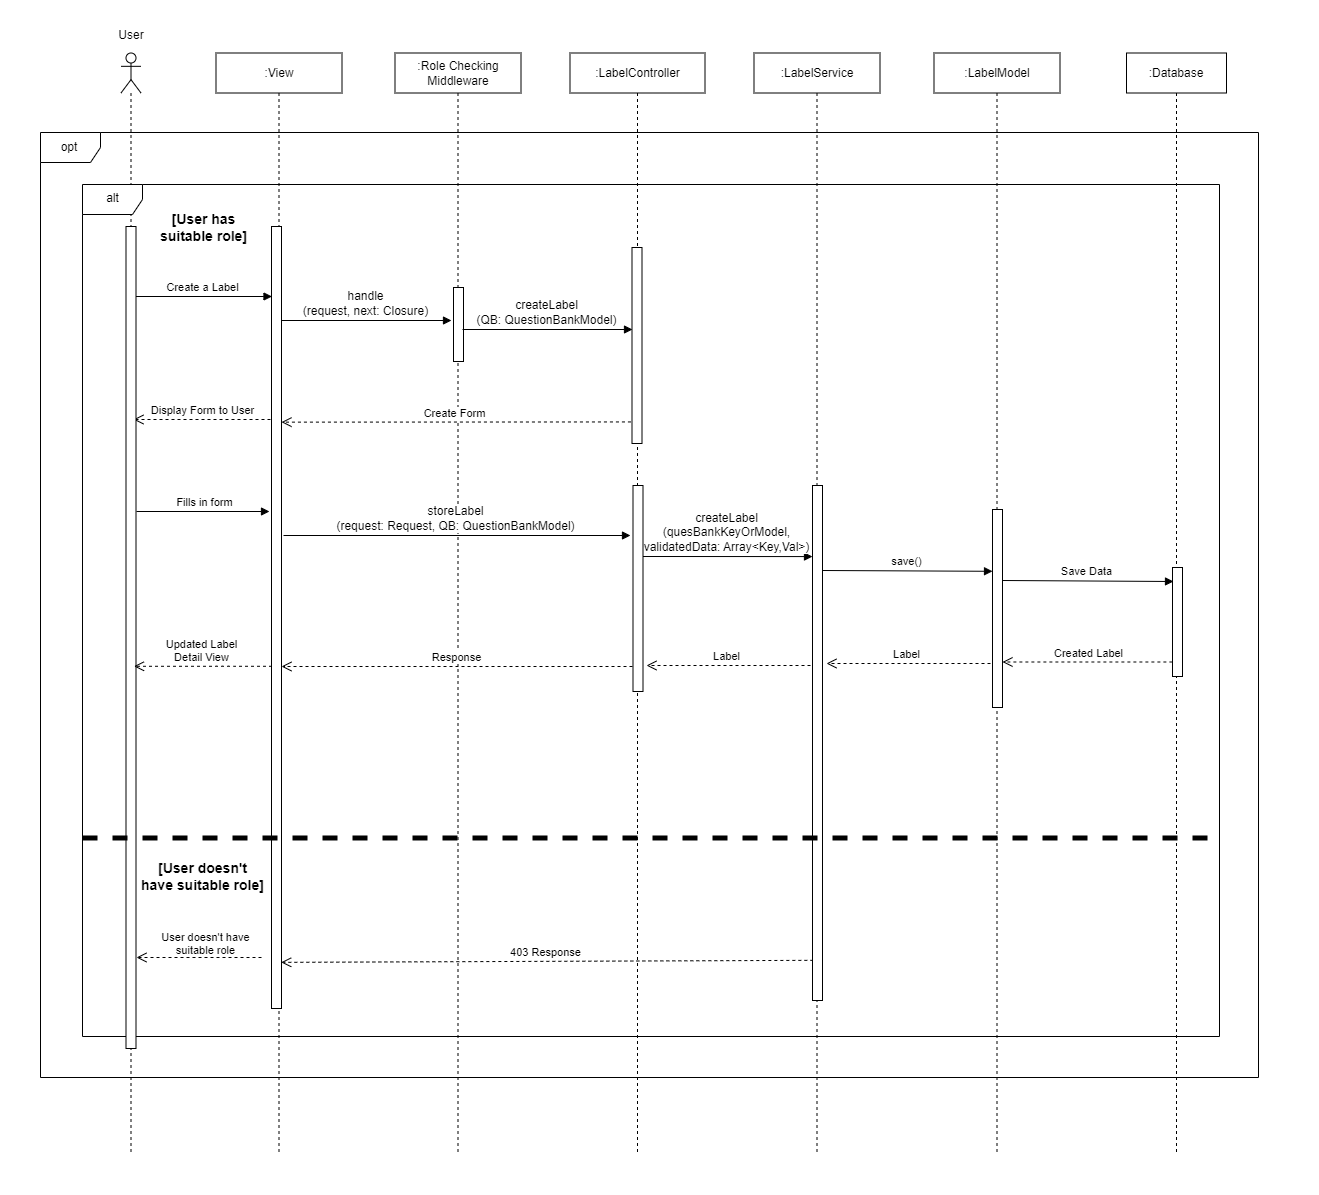 User
:View
:Role Checking
Middleware
:LabelController
:LabelService
:LabelModel
:Database
opt
alt
[User has
suitable role]
Create a Label
handle
(request, next: Closure)
createLabel
(QB: QuestionBankModel)
Display Form to User
Create Form
Fills in form
storeLabel
(request: Request, QB: QuestionBankModel)
createLabel
(quesBankKeyOrModel,
validatedData: Array<Key,Val>)
save()
Save Data
Updated Label
Detail View
Response
Label
Label
Created Label
[User doesn't
have suitable role]
User doesn't have
suitable role
403 Response